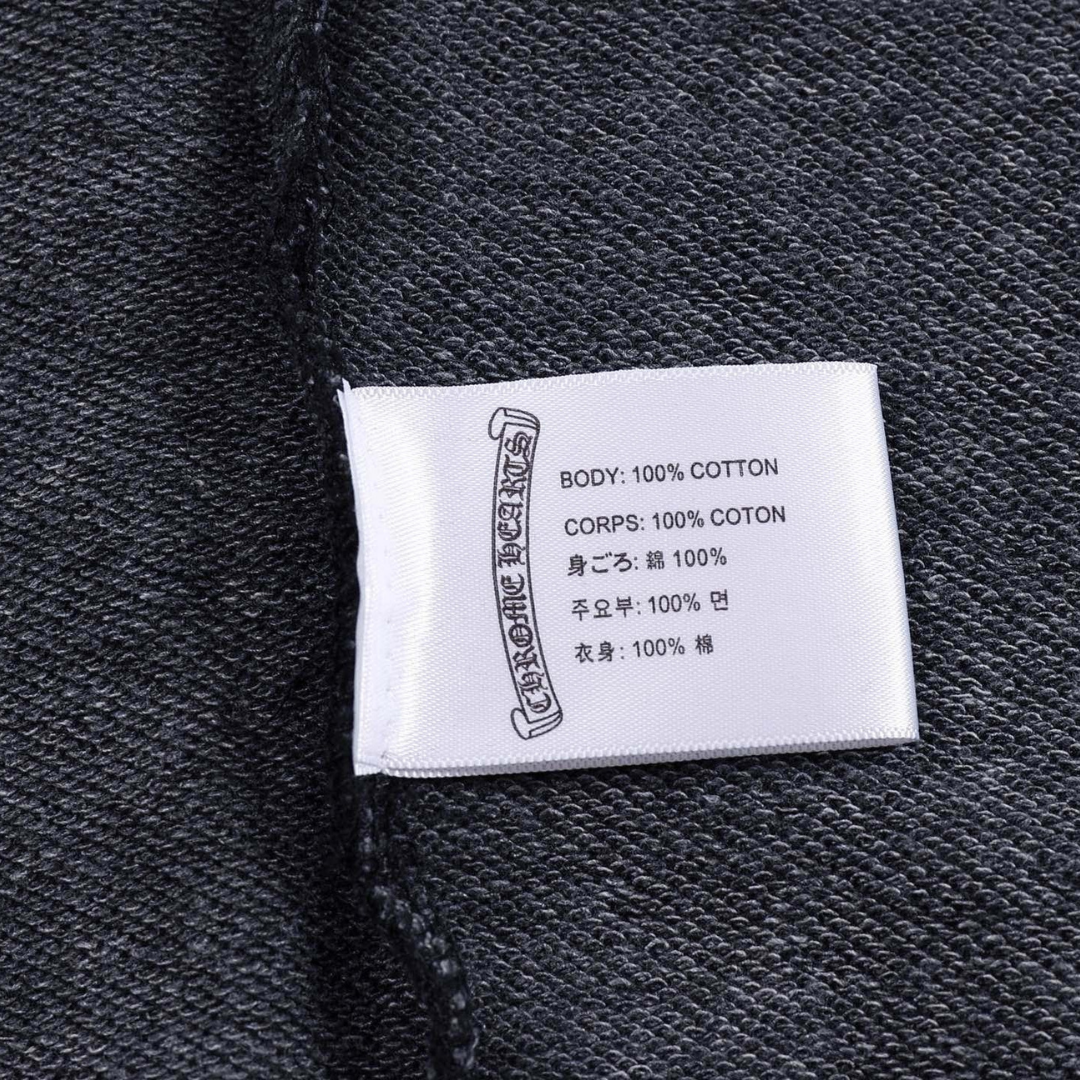 CHROME HEARTS
BODY: 100% COTTON
CORPS: 100% COTON
身ごろ: 綿 100%
주요부: 100% 면
衣身: 100% 棉